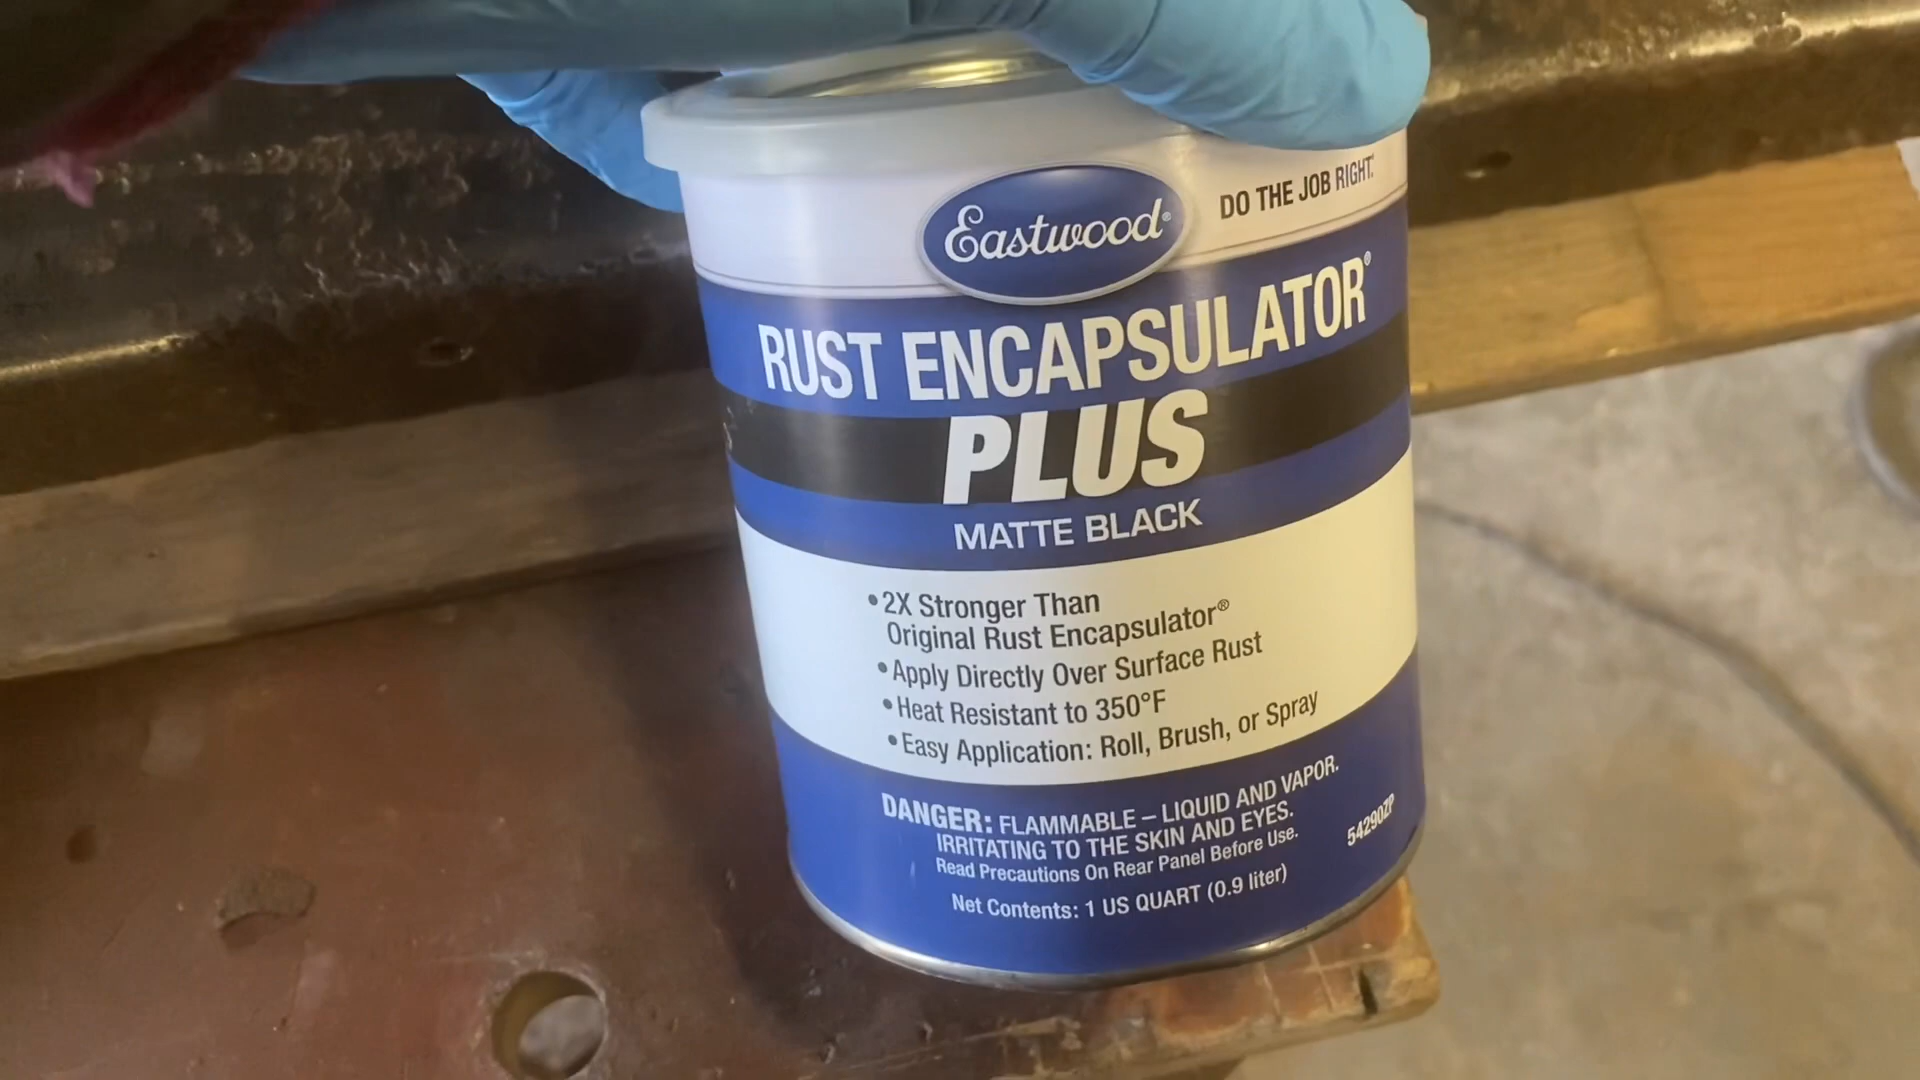 Eastwood®
DO THE JOB RIGHT.
RUST ENCAPSULATOR®
PLUS
MATTE BLACK
•2X Stronger Than
Original Rust Encapsulator®
•Apply Directly Over Surface Rust
•Heat Resistant to 350°F
•Easy Application: Roll, Brush, or Spray
DANGER: FLAMMABLE – LIQUID AND VAPOR.
IRRITATING TO THE SKIN AND EYES.
Read Precautions On Rear Panel Before Use.
54290ZP
Net Contents: 1 US QUART (0.9 liter)